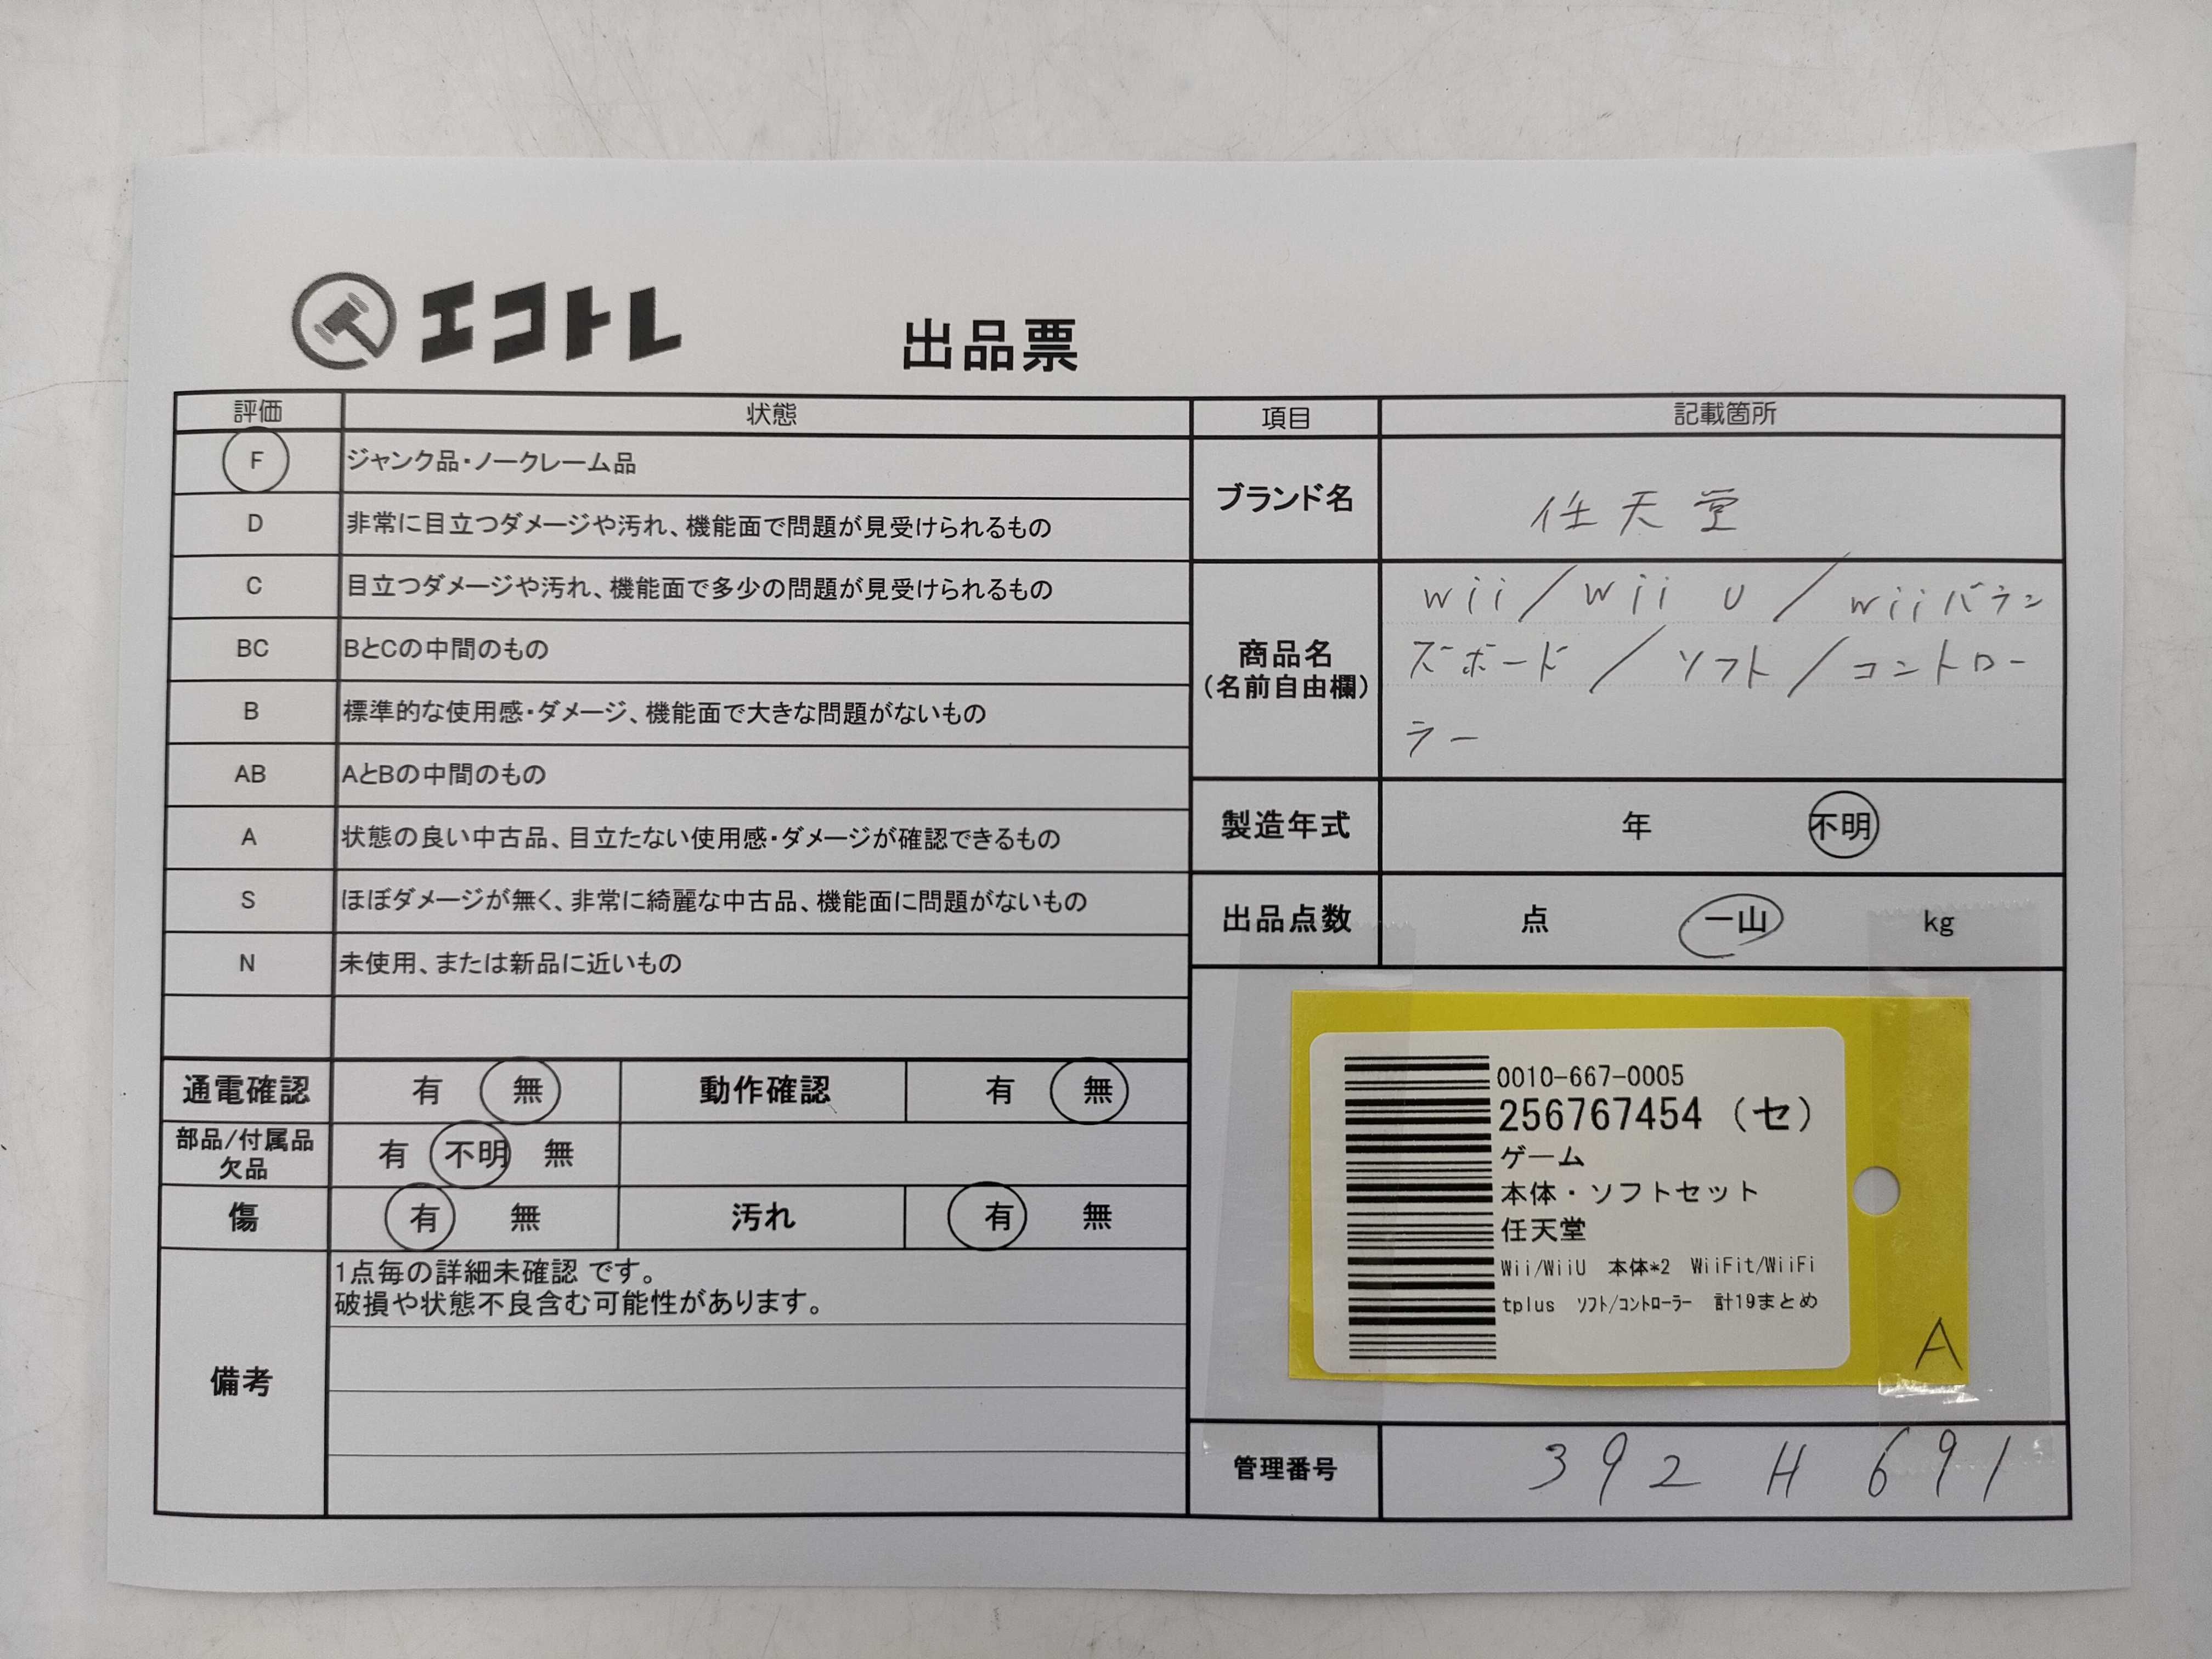 エコトレ
出品票
評価 状態
F ジャンク品・ノークレーム品
D 非常に目立つダメージや汚れ、機能面で問題が見受けられるもの
C 目立つダメージや汚れ、機能面で多少の問題が見受けられるもの
BC BとCの中間のもの
B 標準的な使用感・ダメージ、機能面で大きな問題がないもの
AB AとBの中間のもの
A 状態の良い中古品、目立たない使用感・ダメージが確認できるもの
S ほぼダメージが無く、非常に綺麗な中古品、機能面に問題がないもの
N 未使用、または新品に近いもの
通電確認 有 無 動作確認 有 無
部品/付属品
欠品
有 不明 無
傷 有 無 汚れ 有 無
備考
1点毎の詳細未確認 です。
破損や状態不良含む可能性があります。
項目 記載箇所
ブランド名 任天堂
商品名
(名前自由欄)
wii/wii U/wiiバラン
ズボード/ソフト/コントロー
ラー
製造年式 年 不明
出品点数 点 一山 kg
0010-667-0005
256767454 (セ)
ゲーム
本体・ソフトセット
任天堂
Wii/WiiU 本体*2 WiiFit/WiiFi
tplus ソフト/コントローラー 計19まとめ
A
管理番号 392 H 691